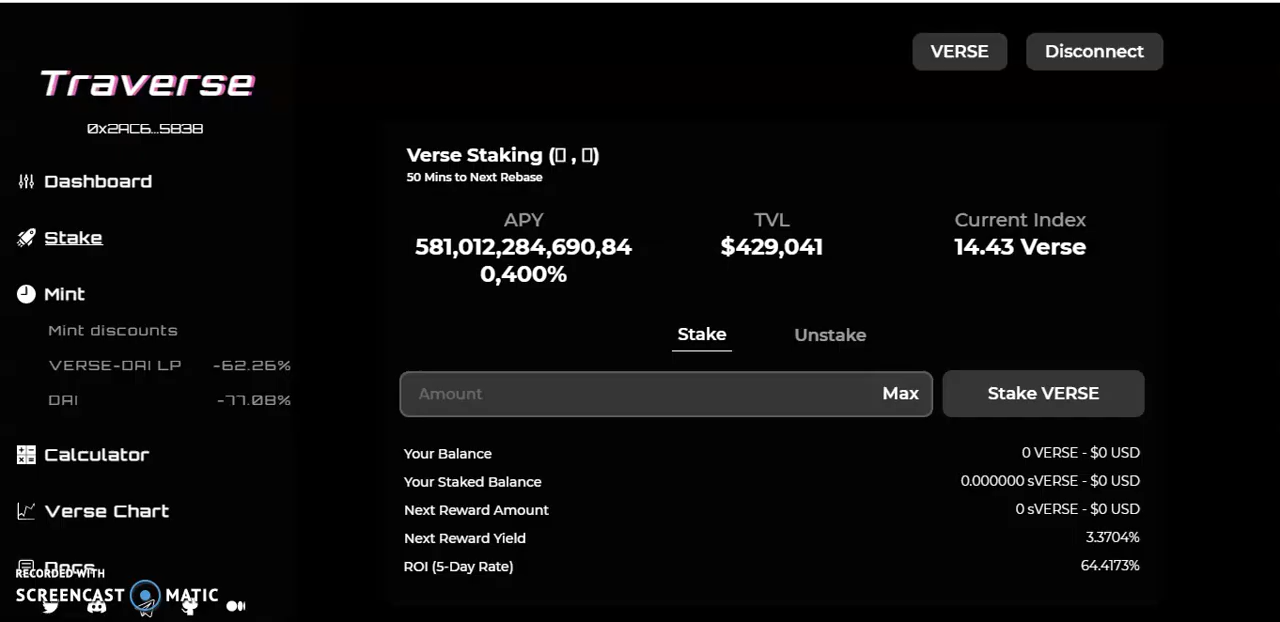 VERSE
Disconnect
Traverse
0x2AC6...5838
Dashboard
Stake
Mint
Mint discounts
VERSE-DAI LP -62.26%
DAI -77.08%
Calculator
Verse Chart
Docs
RECORDED WITH
SCREENCAST MATIC
Verse Staking (▯ , ▯)
50 Mins to Next Rebase
APY
581,012,284,690,84
0,400%
TVL
$429,041
Current Index
14.43 Verse
Stake
Unstake
Amount
Max
Stake VERSE
Your Balance 0 VERSE - $0 USD
Your Staked Balance 0.000000 sVERSE - $0 USD
Next Reward Amount 0 sVERSE - $0 USD
Next Reward Yield 3.3704%
ROI (5-Day Rate) 64.4173%